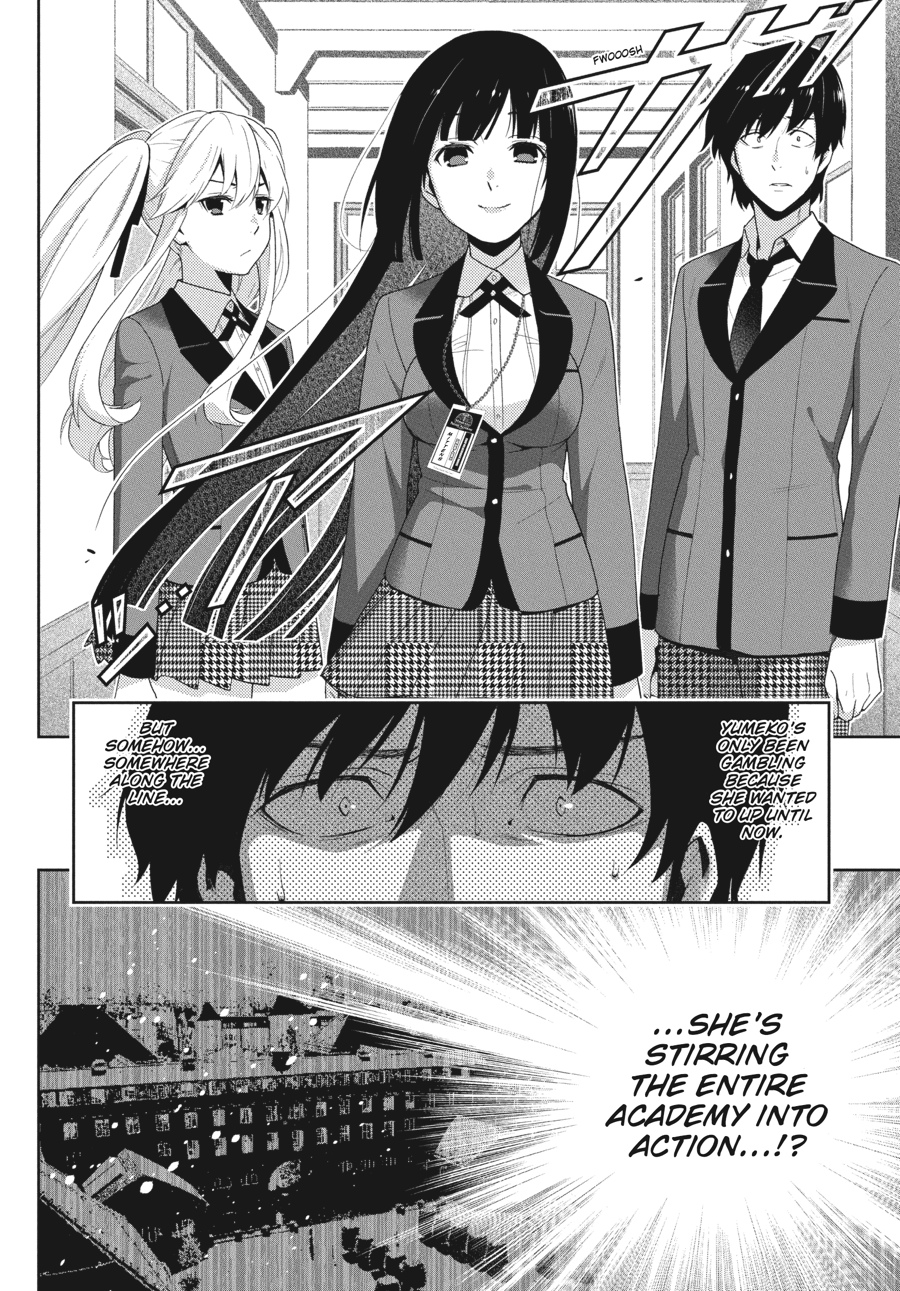 FWOOOSH
YUMEKO'S
ONLY BEEN
GAMBLING
BECAUSE
SHE WANTED
TO UP UNTIL
NOW.
BUT
SOMEHOW...
SOMEWHERE
ALONG THE
LINE...
...SHE'S
STIRRING
THE ENTIRE
ACADEMY INTO
ACTION...!?